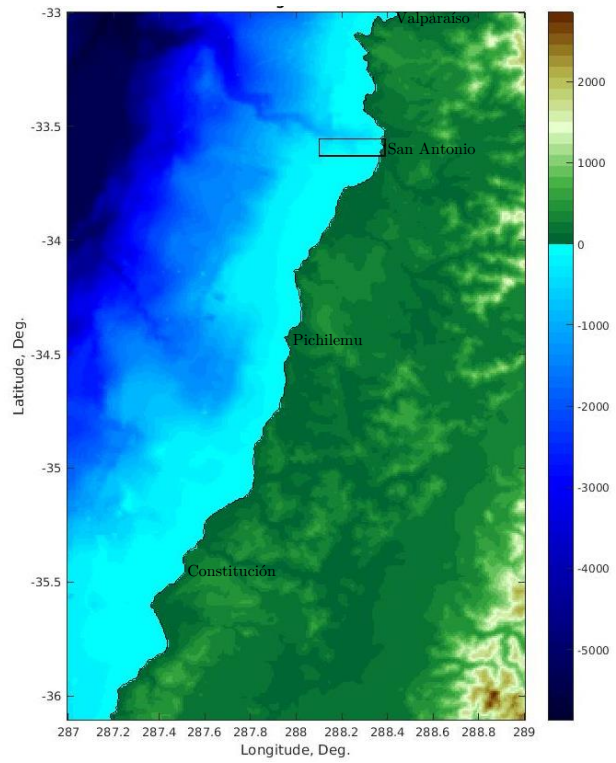 Valparaíso
San Antonio
Pichilemu
Constitución
-33
-33.5
-34
-34.5
-35
-35.5
-36
Latitude, Deg.
287 287.2 287.4 287.6 287.8 288 288.2 288.4 288.6 288.8 289
Longitude, Deg.
2000
1000
0
-1000
-2000
-3000
-4000
-5000